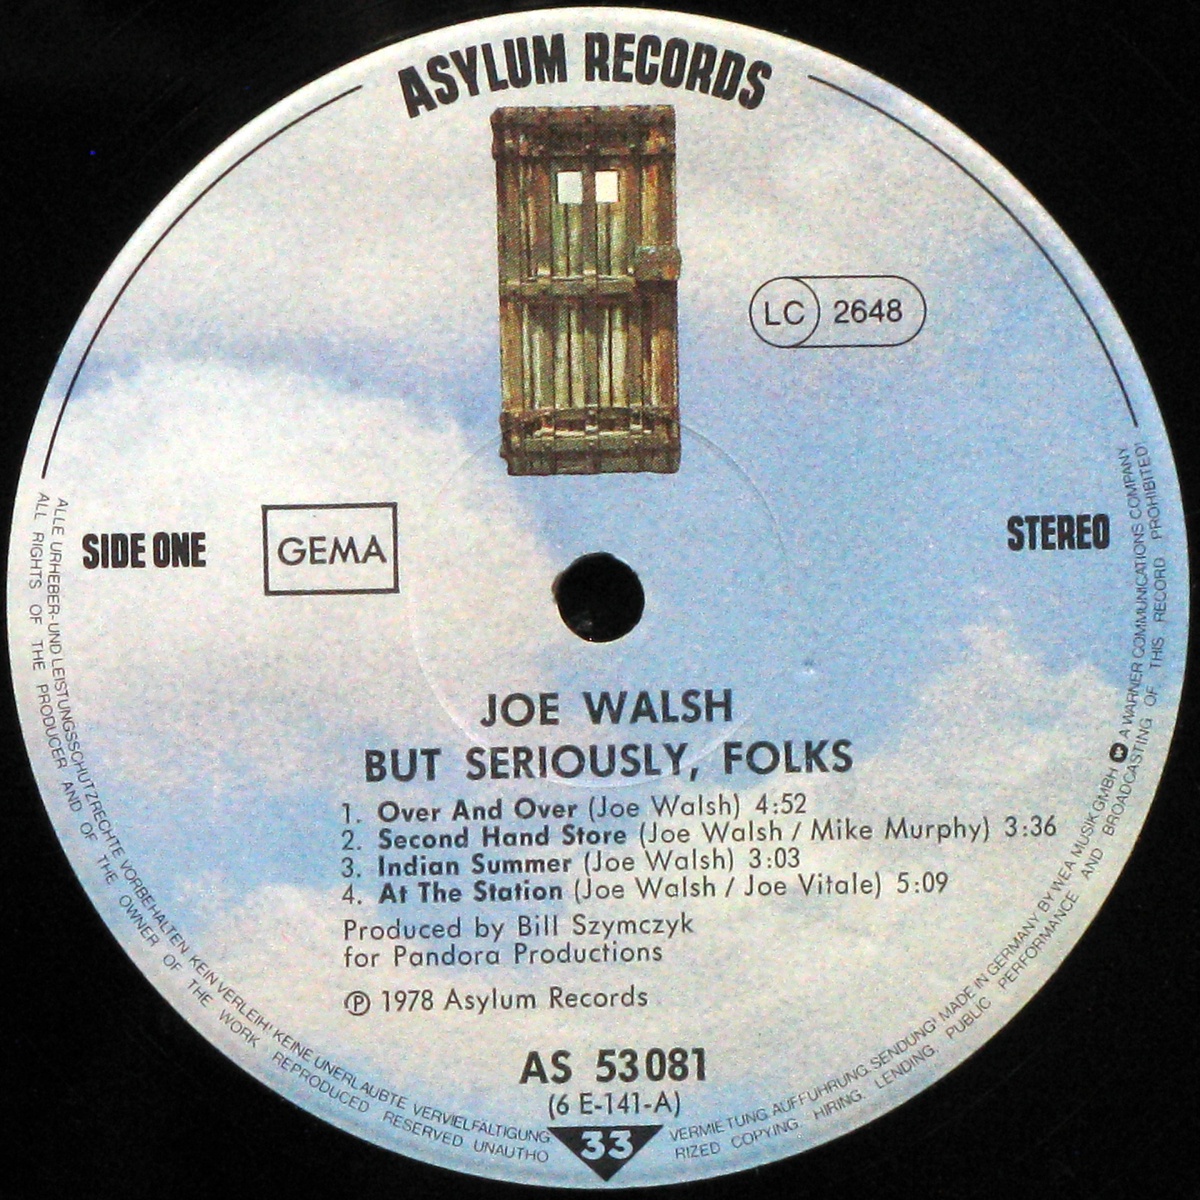 ASYLUM RECORDS
LC 2648
SIDE ONE
GEMA
STEREO
JOE WALSH
BUT SERIOUSLY, FOLKS
1. Over And Over (Joe Walsh) 4:52
2. Second Hand Store (Joe Walsh / Mike Murphy) 3:36
3. Indian Summer (Joe Walsh) 3:03
4. At The Station (Joe Walsh / Joe Vitale) 5:09
Produced by Bill Szymczyk
for Pandora Productions
℗ 1978 Asylum Records
AS 53081
(6 E-141-A)
33
ALLE URHEBER- UND LEISTUNGSSCHUTZRECHTE VORBEHALTEN KEIN VERLEIH! KEINE UNERLAUBTE VERVIELFÄLTIGUNG VERMIETUNG AUFFÜHRUNG, SENDUNG! MADE IN GERMANY BY WEA MUSIK GMBH A WARNER COMMUNICATIONS COMPANY
ALL RIGHTS OF THE PRODUCER AND OF THE OWNER OF THE WORK REPRODUCED RESERVED UNAUTHORIZED COPYING. HIRING. LENDING. PUBLIC PERFORMANCE AND BROADCASTING OF THIS RECORD PROHIBITED!